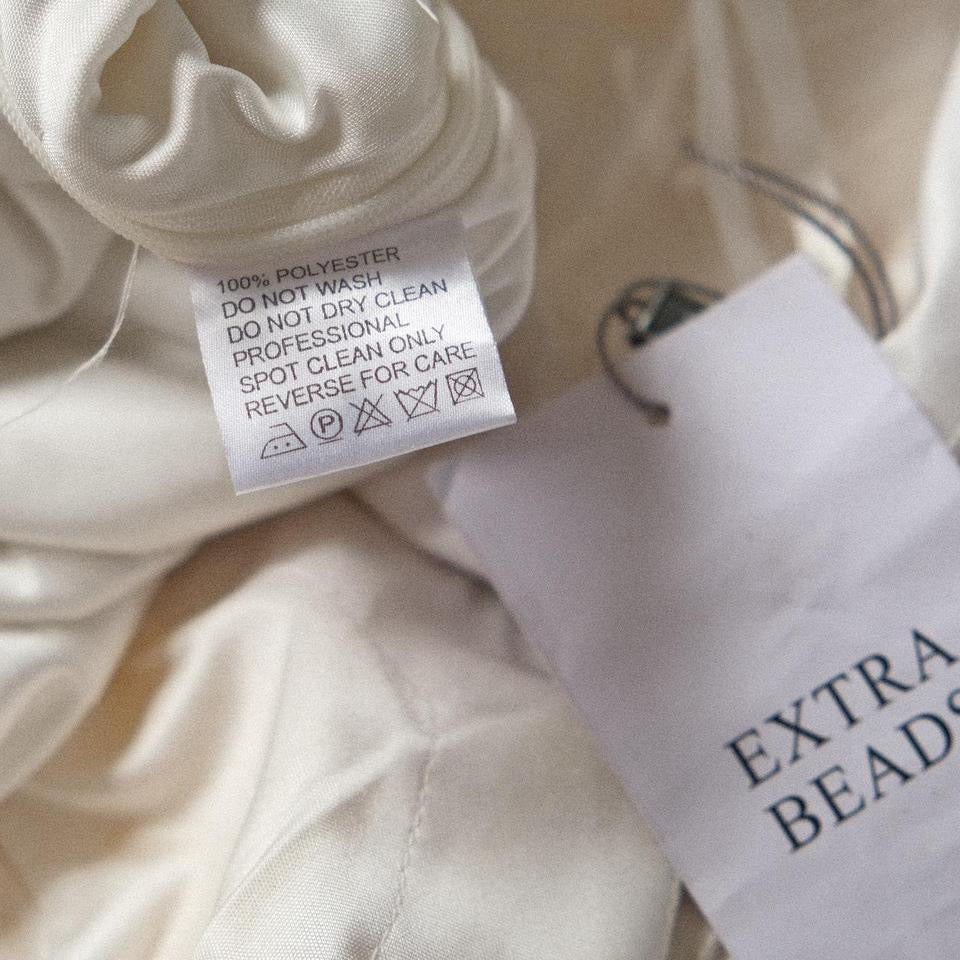 100% POLYESTER
DO NOT WASH
DO NOT DRY CLEAN
PROFESSIONAL
SPOT CLEAN ONLY
REVERSE FOR CARE
P
EXTRA
BEADS